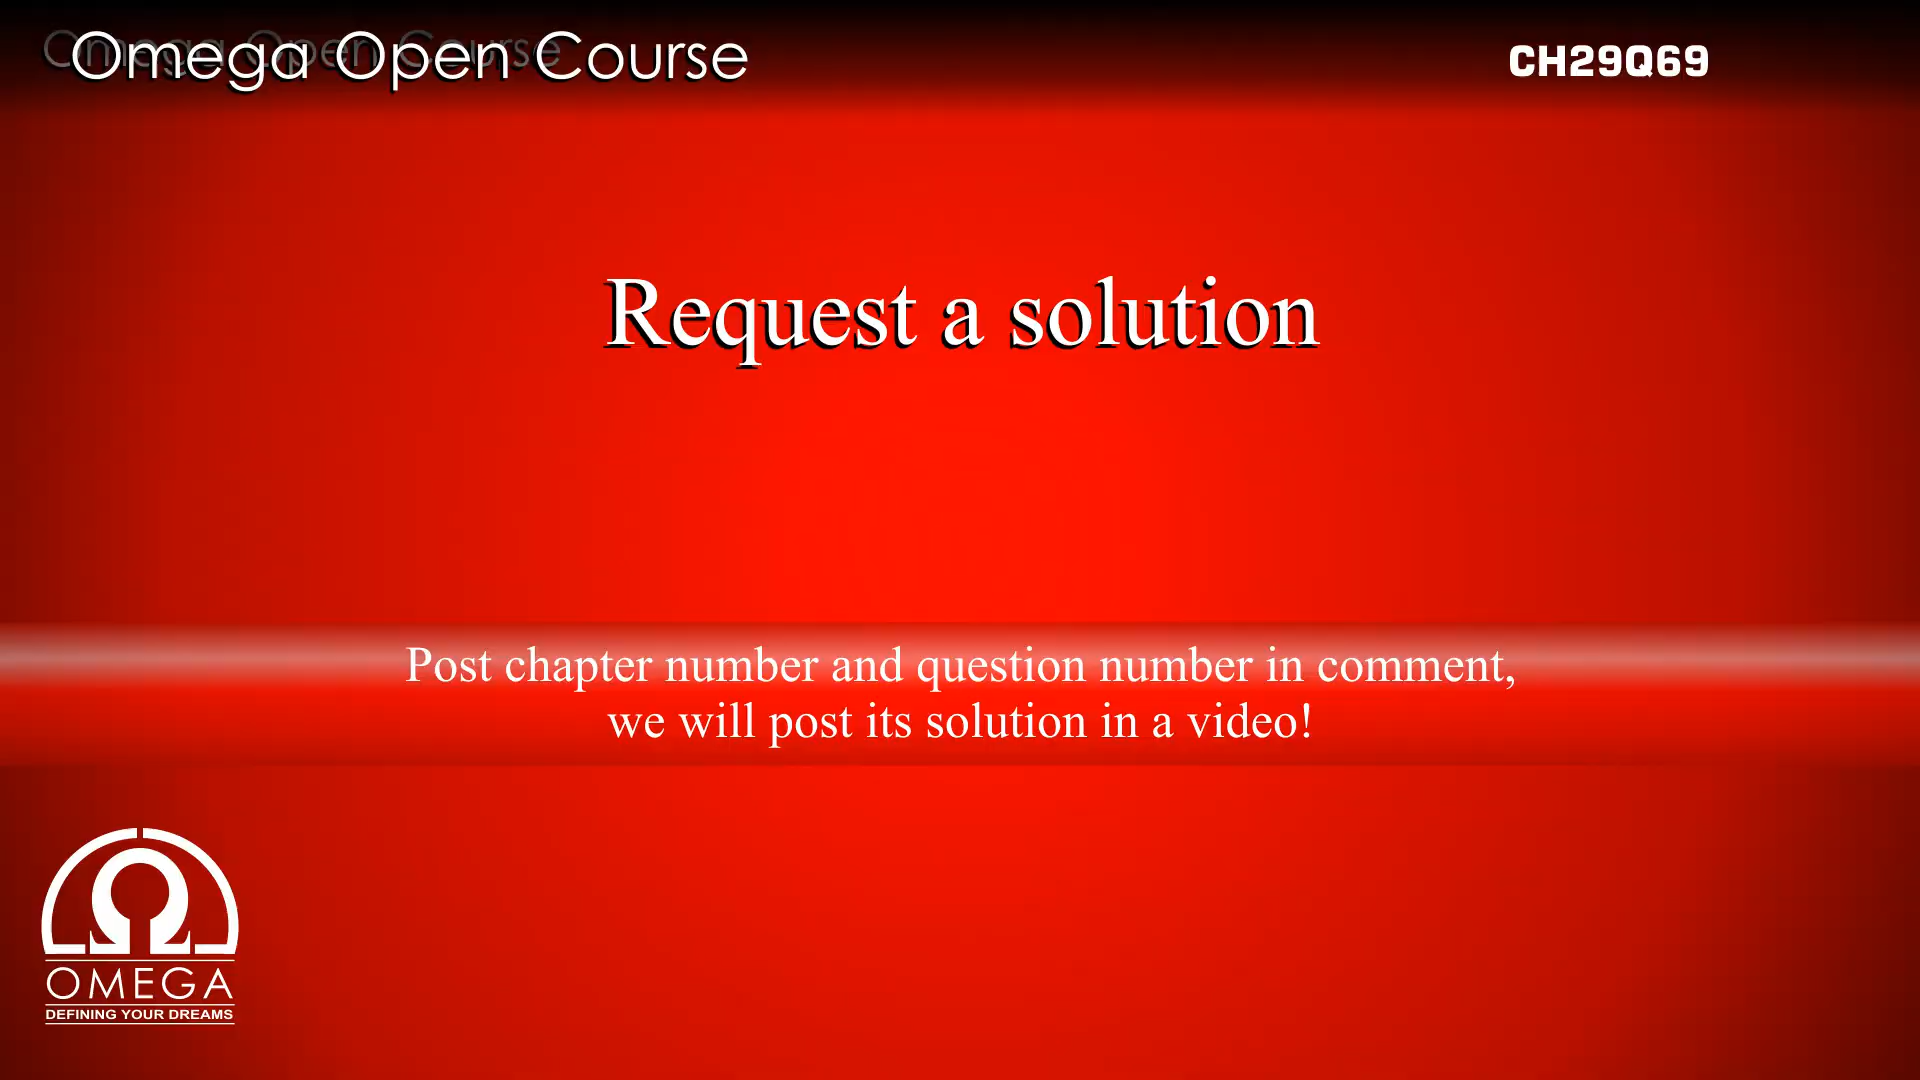 Omega Open Course
CH29Q69
Request a solution
Post chapter number and question number in comment,
we will post its solution in a video!
Ω
OMEGA
DEFINING YOUR DREAMS